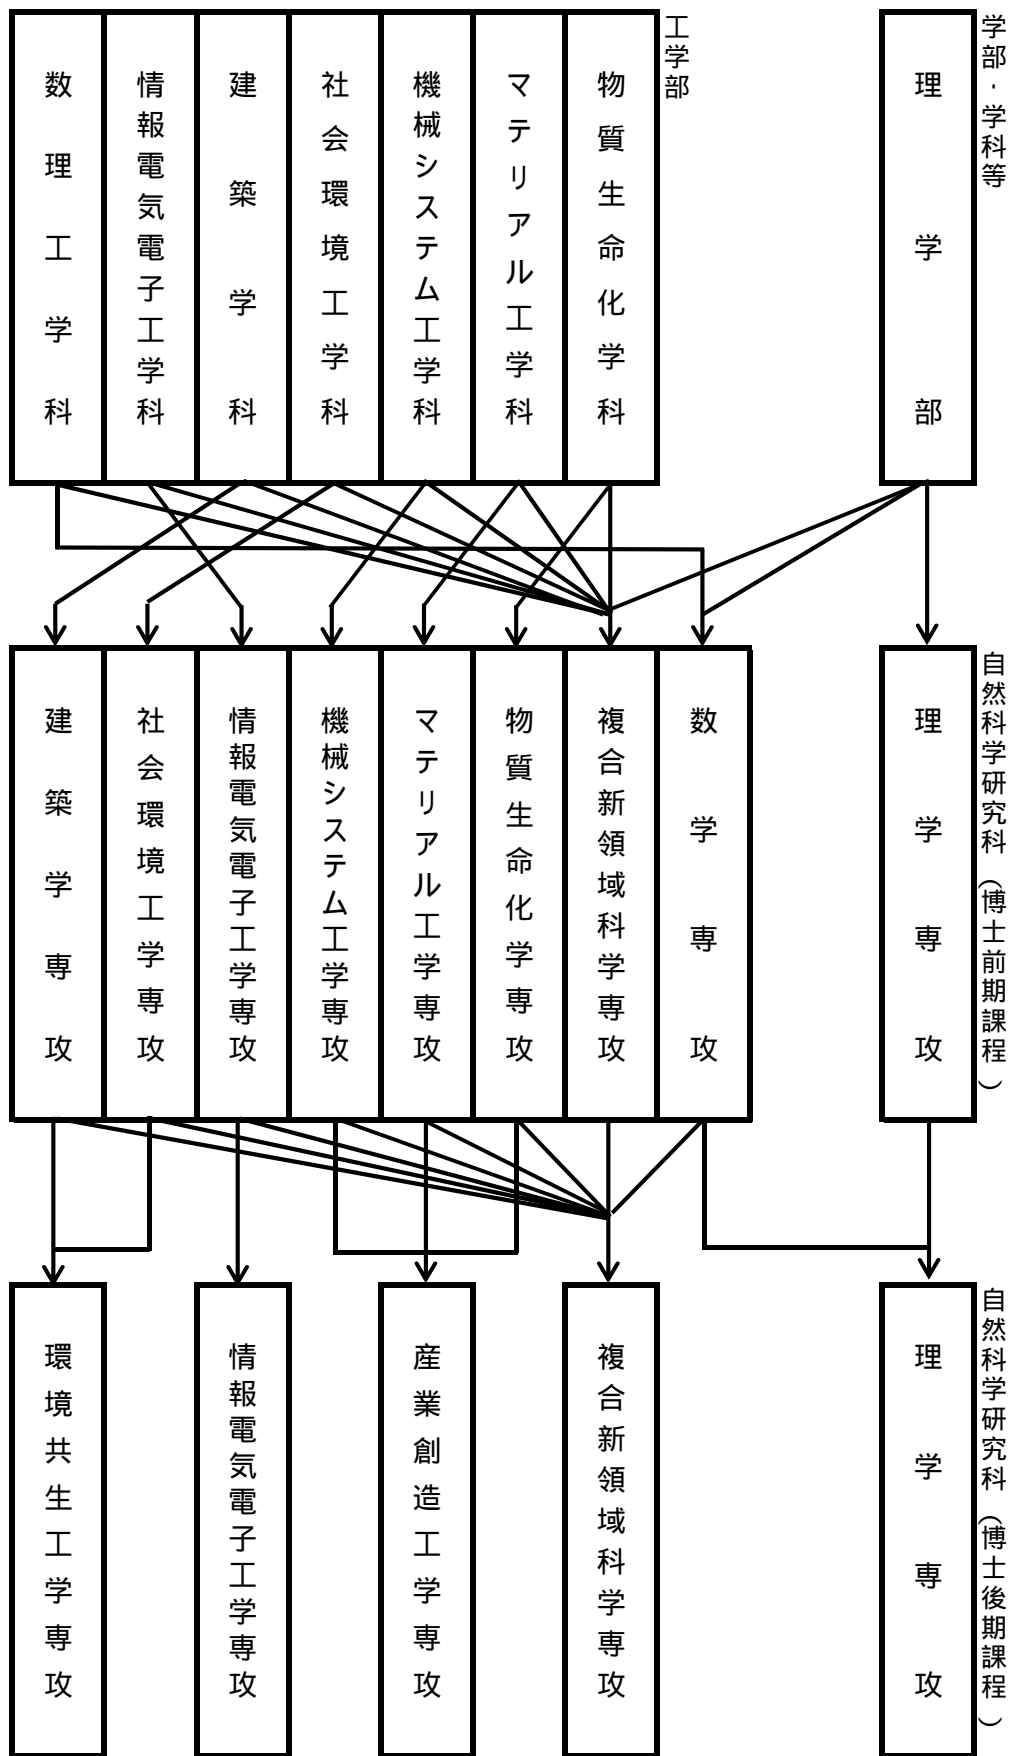 学部・学科等
理学部
工学部
物質生命化学科
マテリアル工学科
機械システム工学科
社会環境工学科
建築学科
情報電気電子工学科
数理工学科
自然科学研究科（博士前期課程）
理学専攻
数学専攻
複合新領域科学専攻
物質生命化学専攻
マテリアル工学専攻
機械システム工学専攻
情報電気電子工学専攻
社会環境工学専攻
建築学専攻
自然科学研究科（博士後期課程）
理学専攻
複合新領域科学専攻
産業創造工学専攻
情報電気電子工学専攻
環境共生工学専攻